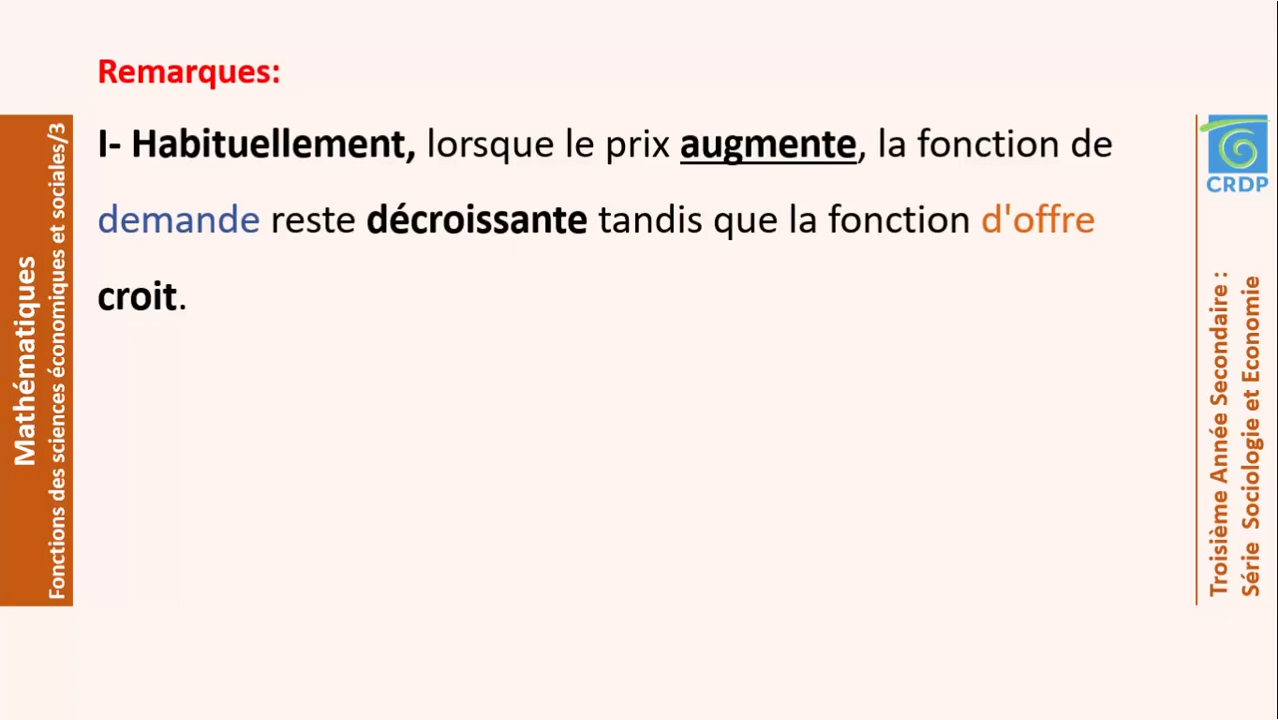 Remarques:
I- Habituellement, lorsque le prix augmente, la fonction de
demande reste décroissante tandis que la fonction d'offre
croit.
Mathématiques
Fonctions des sciences économiques et sociales/3
CRDP
Troisième Année Secondaire :
Série Sociologie et Economie